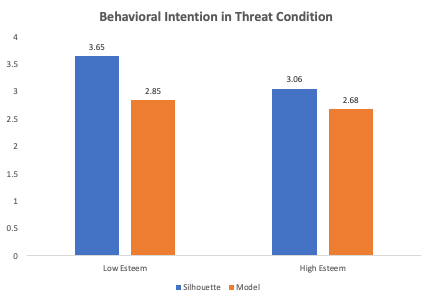 Behavioral Intention in Threat Condition
4
3.5
3
2.5
2
1.5
1
0.5
0
3.65
2.85
3.06
2.68
Low Esteem
High Esteem
Silhouette
Model